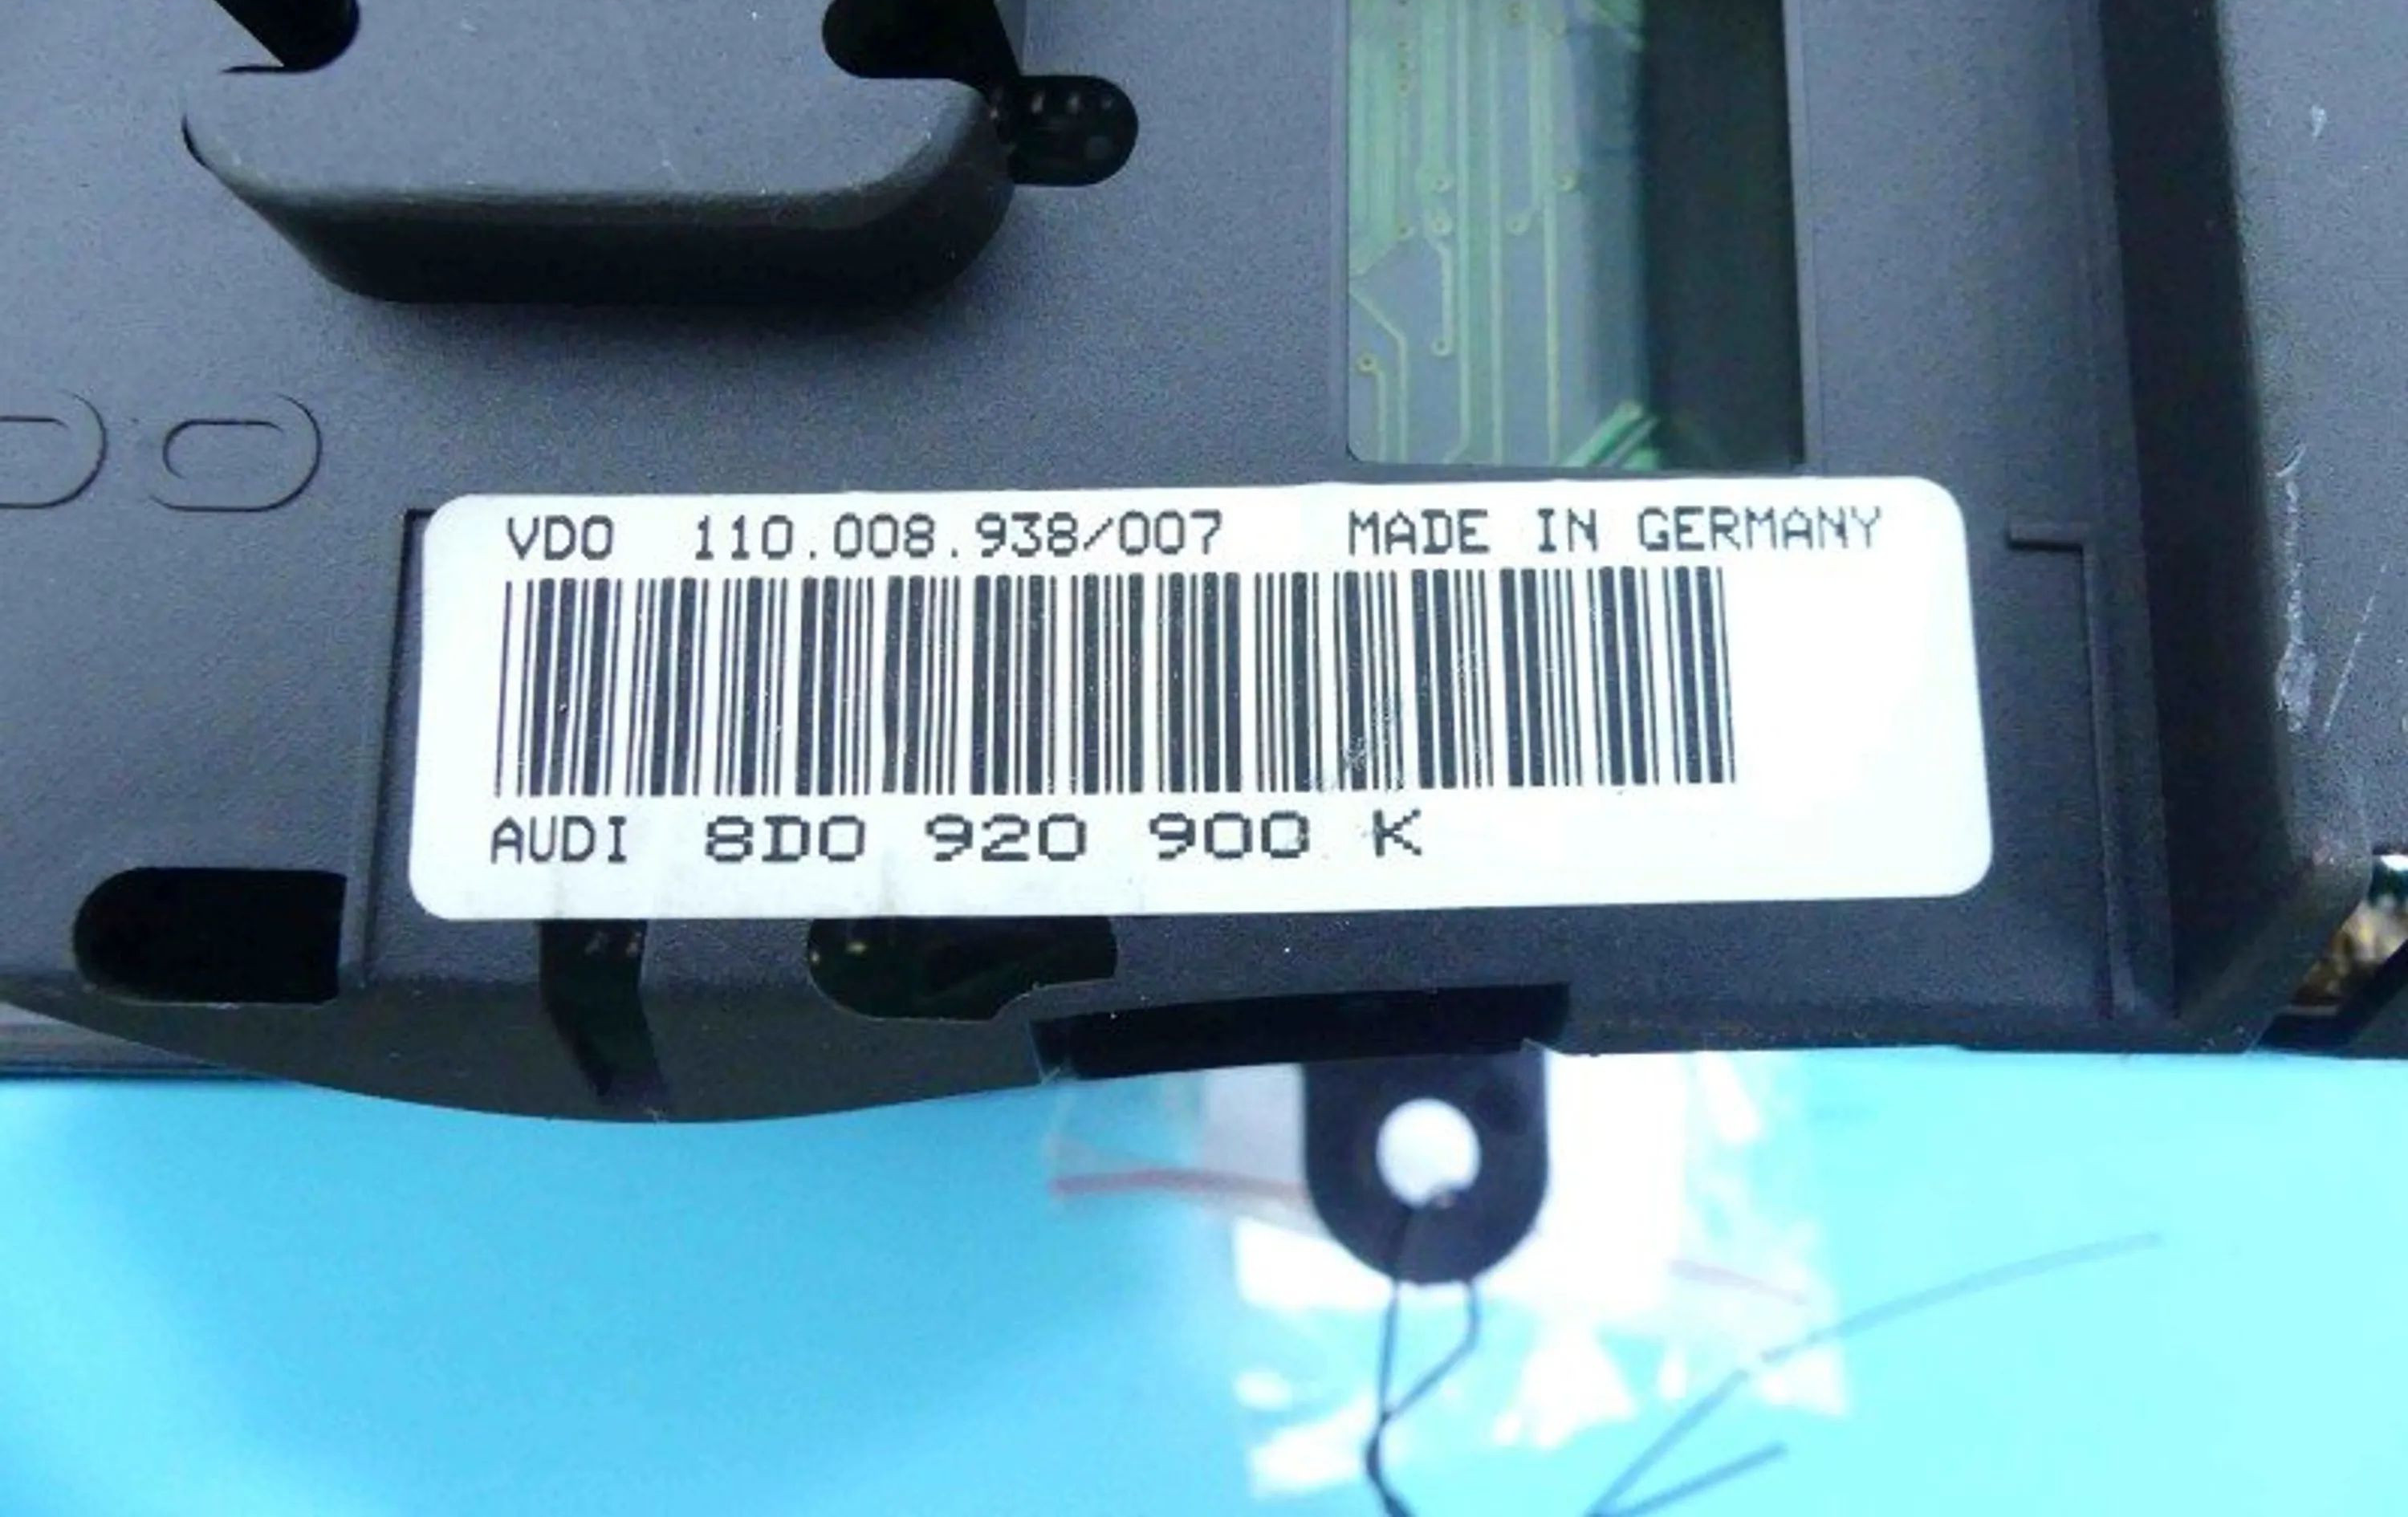 VDO 110.008.938/007 MADE IN GERMANY
AUDI 8D0 920 900 K